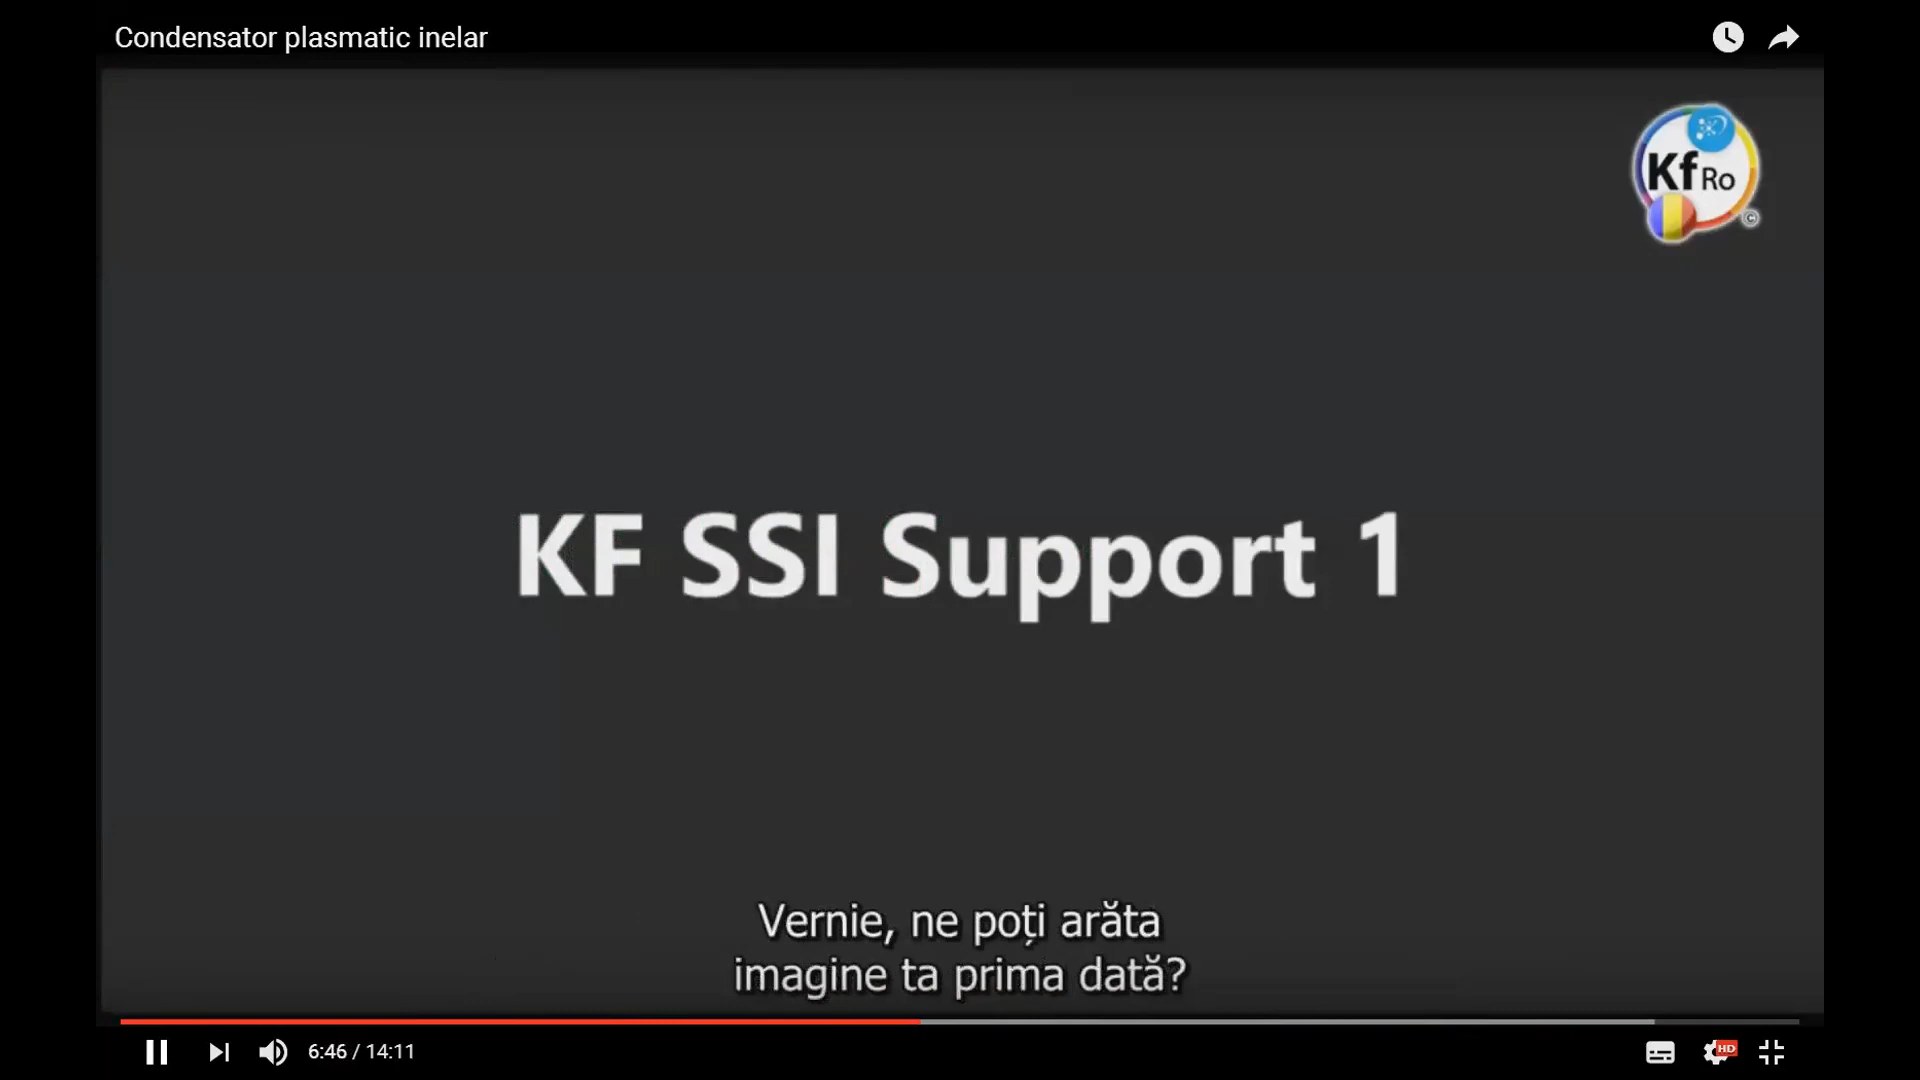 Condensator plasmatic inelar
Kf Ro
©
KF SSI Support 1
Vernie, ne poți arăta
imagine ta prima dată?
6:46 / 14:11
HD